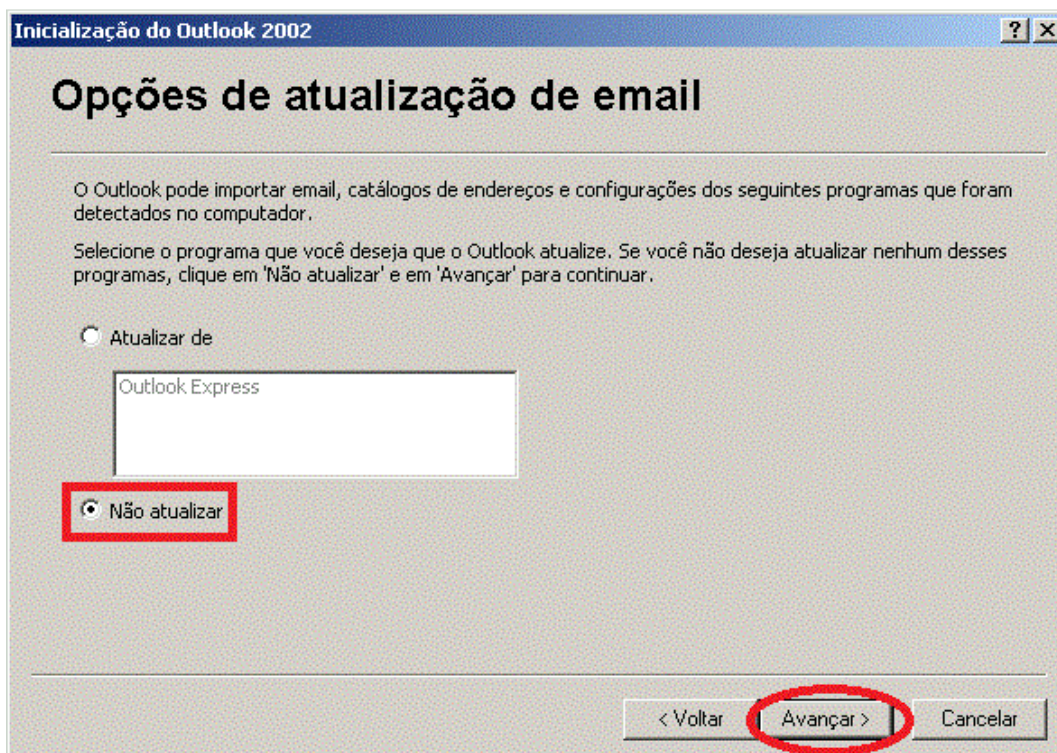 Inicialização do Outlook 2002
Opções de atualização de email
O Outlook pode importar email, catálogos de endereços e configurações dos seguintes programas que foram
detectados no computador.
Selecione o programa que você deseja que o Outlook atualize. Se você não deseja atualizar nenhum desses
programas, clique em 'Não atualizar' e em 'Avançar' para continuar.
Atualizar de
Outlook Express
Não atualizar
< Voltar Avançar > Cancelar